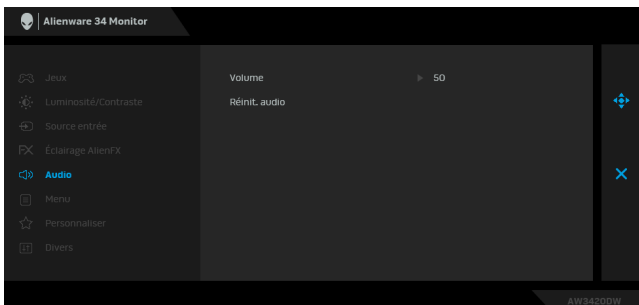 Alienware 34 Monitor
Jeux
Volume 50
Luminosité/Contraste
Réinit. audio
Source entrée
FX Éclairage AlienFX
Audio
Menu
Personnaliser
Divers
AW3420DW